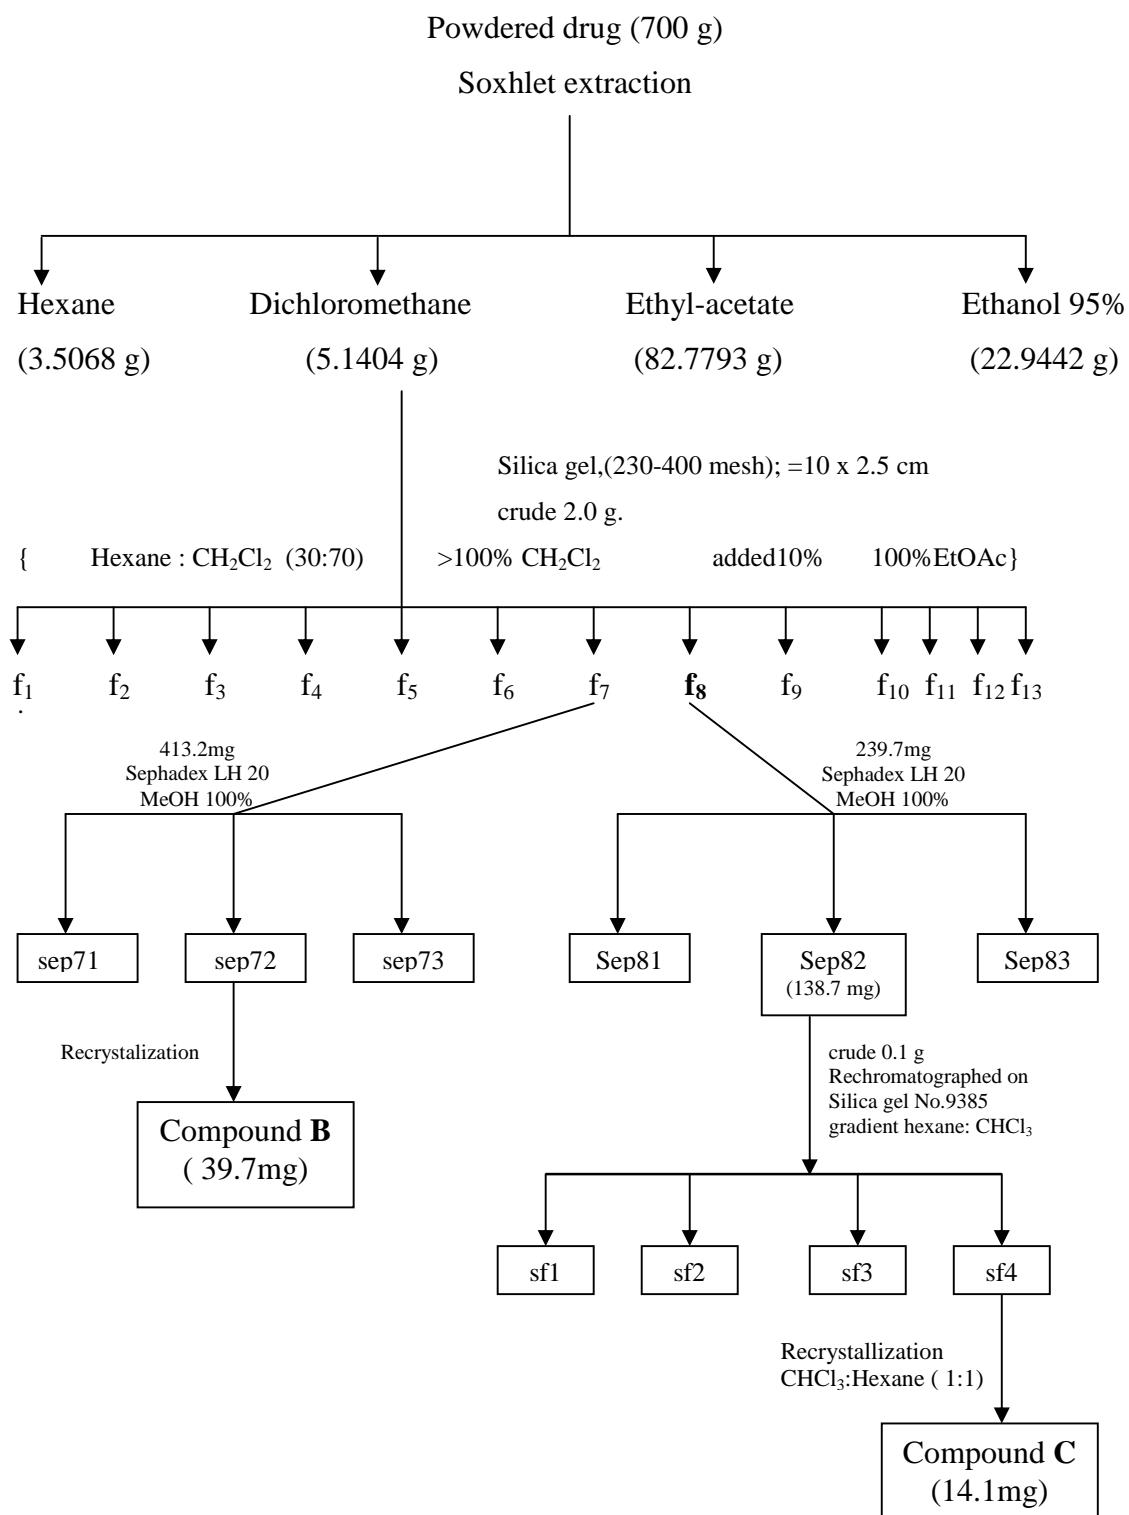 Powdered drug (700 g)
Soxhlet extraction
Hexane Dichloromethane Ethyl-acetate Ethanol 95%
(3.5068 g) (5.1404 g) (82.7793 g) (22.9442 g)
Silica gel,(230-400 mesh); =10 x 2.5 cm
crude 2.0 g.
{ Hexane : CH₂Cl₂ (30:70) >100% CH₂Cl₂ added10% 100%EtOAc}
f₁ f₂ f₃ f₄ f₅ f₆ f₇ f₈ f₉ f₁₀ f₁₁ f₁₂ f₁₃
.
413.2mg
Sephadex LH 20
MeOH 100%
239.7mg
Sephadex LH 20
MeOH 100%
sep71 sep72 sep73 Sep81 Sep82 Sep83
(138.7 mg)
Recrystalization
crude 0.1 g
Rechromatographed on
Silica gel No.9385
gradient hexane: CHCl₃
Compound B
( 39.7mg)
sf1 sf2 sf3 sf4
Recrystallization
CHCl₃:Hexane ( 1:1)
Compound C
(14.1mg)